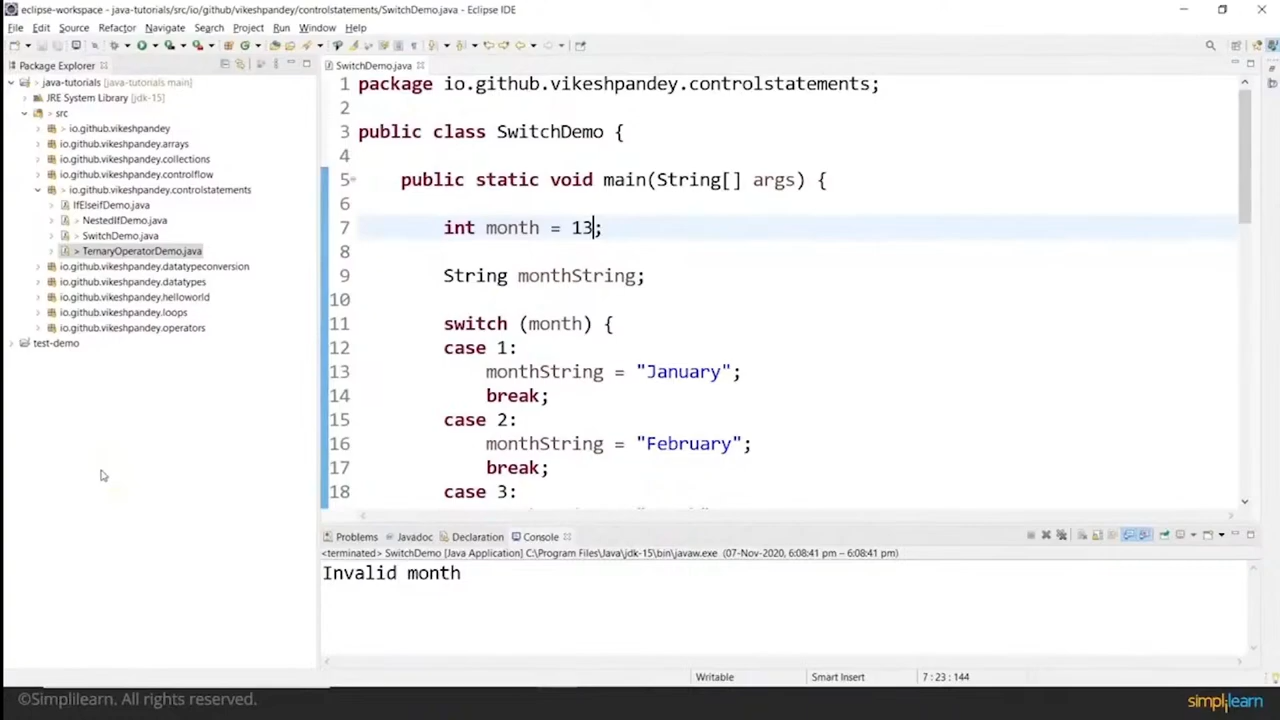 eclipse-workspace - java-tutorials/src/io/github/vikeshpandey/controlstatements/SwitchDemo.java - Eclipse IDE
File Edit Source Refactor Navigate Search Project Run Window Help
Package Explorer
java-tutorials [java-tutorials main]
JRE System Library [jdk-15]
> src
> io.github.vikeshpandey
io.github.vikeshpandey.arrays
io.github.vikeshpandey.collections
io.github.vikeshpandey.controlflow
> io.github.vikeshpandey.controlstatements
IfElseifDemo.java
> NestedIfDemo.java
> SwitchDemo.java
> TernaryOperatorDemo.java
io.github.vikeshpandey.datatypeconversion
io.github.vikeshpandey.datatypes
io.github.vikeshpandey.helloworld
io.github.vikeshpandey.loops
io.github.vikeshpandey.operators
test-demo
SwitchDemo.java
1 package io.github.vikeshpandey.controlstatements;
2
3 public class SwitchDemo {
4
5 public static void main(String[] args) {
6
7 int month = 13;
8
9 String monthString;
10
11 switch (month) {
12 case 1:
13 monthString = "January";
14 break;
15 case 2:
16 monthString = "February";
17 break;
18 case 3:
Problems Javadoc Declaration Console
<terminated> SwitchDemo [Java Application] C:\Program Files\Java\jdk-15\bin\javaw.exe (07-Nov-2020, 6:08:41 pm – 6:08:41 pm)
Invalid month
Writable Smart Insert 7 : 23 : 144
©Simplilearn. All rights reserved.
simplilearn